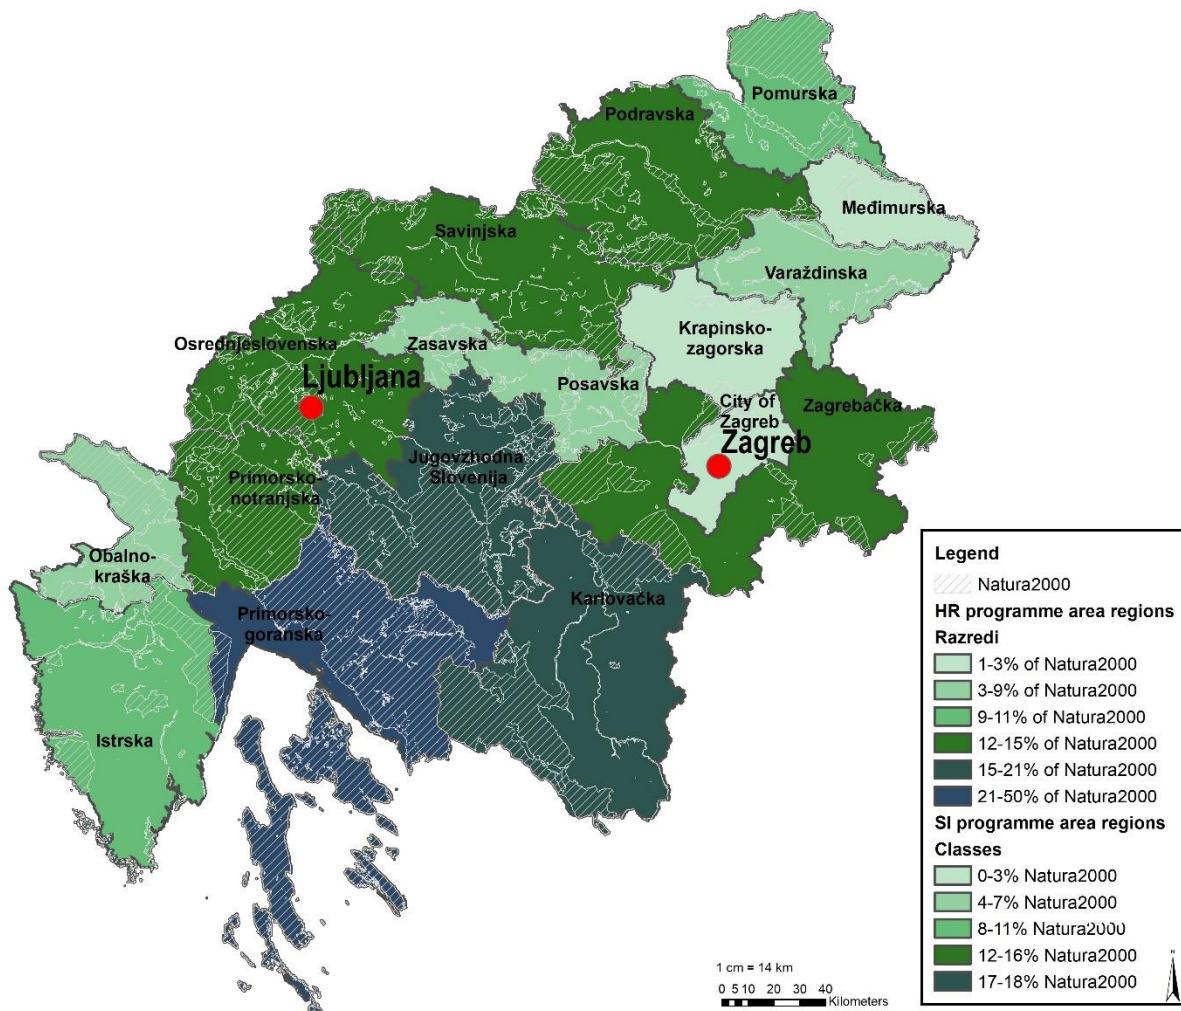 Pomurska
Podravska
Međimurska
Savinjska
Varaždinska
Krapinsko-
zagorska
Osrednjeslovenska
Zasavska
Ljubljana
Posavska
City of
Zagreb
Zagreb
Zagrebačka
Jugovzhodna
Slovenija
Primorsko-
notranjska
Obalno-
kraška
Karlovačka
Primorsko-
goranska
Istrska
Legend
Natura2000
HR programme area regions
Razredi
1-3% of Natura2000
3-9% of Natura2000
9-11% of Natura2000
12-15% of Natura2000
15-21% of Natura2000
21-50% of Natura2000
SI programme area regions
Classes
0-3% Natura2000
4-7% Natura2000
8-11% Natura2000
12-16% Natura2000
17-18% Natura2000
N
1 cm = 14 km
0 5 10 20 30 40
Kilometers